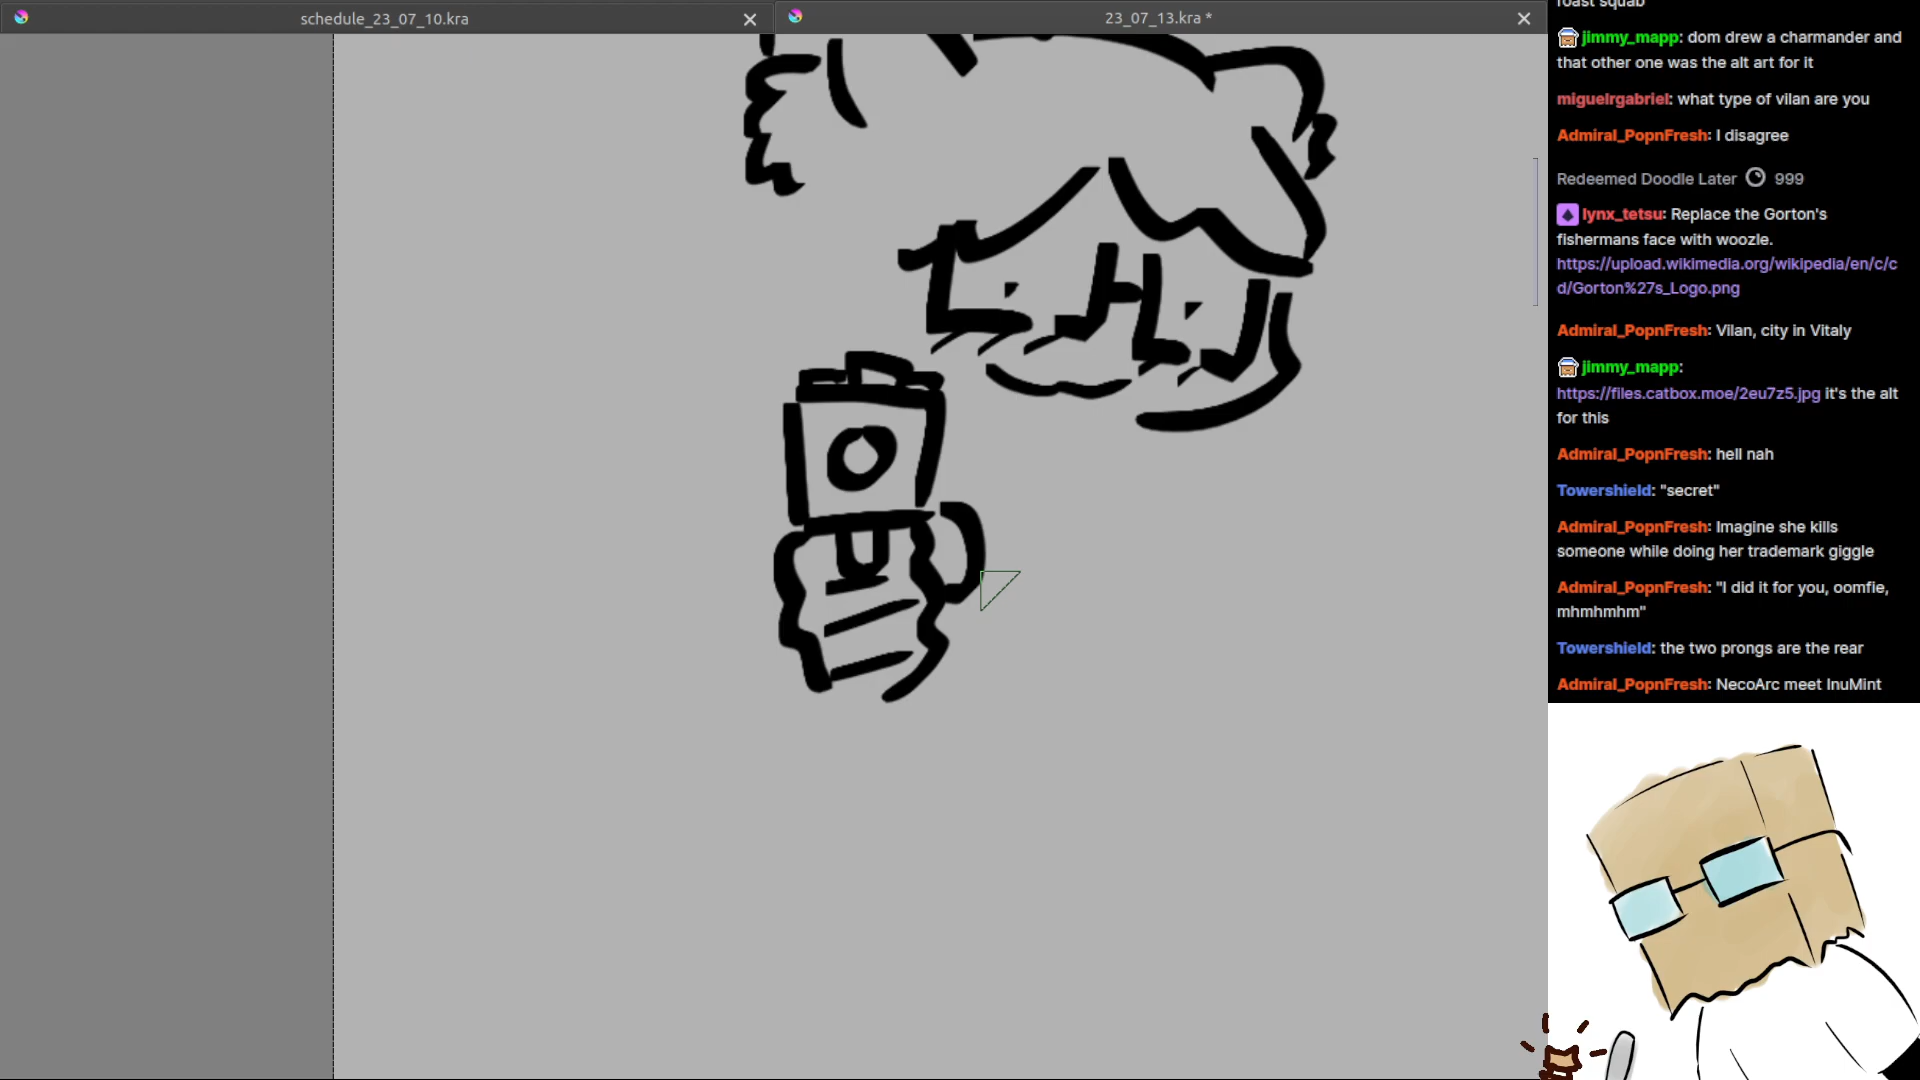 schedule_23_07_10.kra
23_07_13.kra *
roast squab
jimmy_mapp: dom drew a charmander and
that other one was the alt art for it
miguelrgabriel: what type of vilan are you
Admiral_PopnFresh: I disagree
Redeemed Doodle Later 999
lynx_tetsu: Replace the Gorton's
fishermans face with woozle.
https://upload.wikimedia.org/wikipedia/en/c/c
d/Gorton%27s_Logo.png
Admiral_PopnFresh: Vilan, city in Vitaly
jimmy_mapp:
https://files.catbox.moe/2eu7z5.jpg it's the alt
for this
Admiral_PopnFresh: hell nah
Towershield: "secret"
Admiral_PopnFresh: Imagine she kills
someone while doing her trademark giggle
Admiral_PopnFresh: "I did it for you, oomfie,
mhmhmhm"
Towershield: the two prongs are the rear
Admiral_PopnFresh: NecoArc meet InuMint